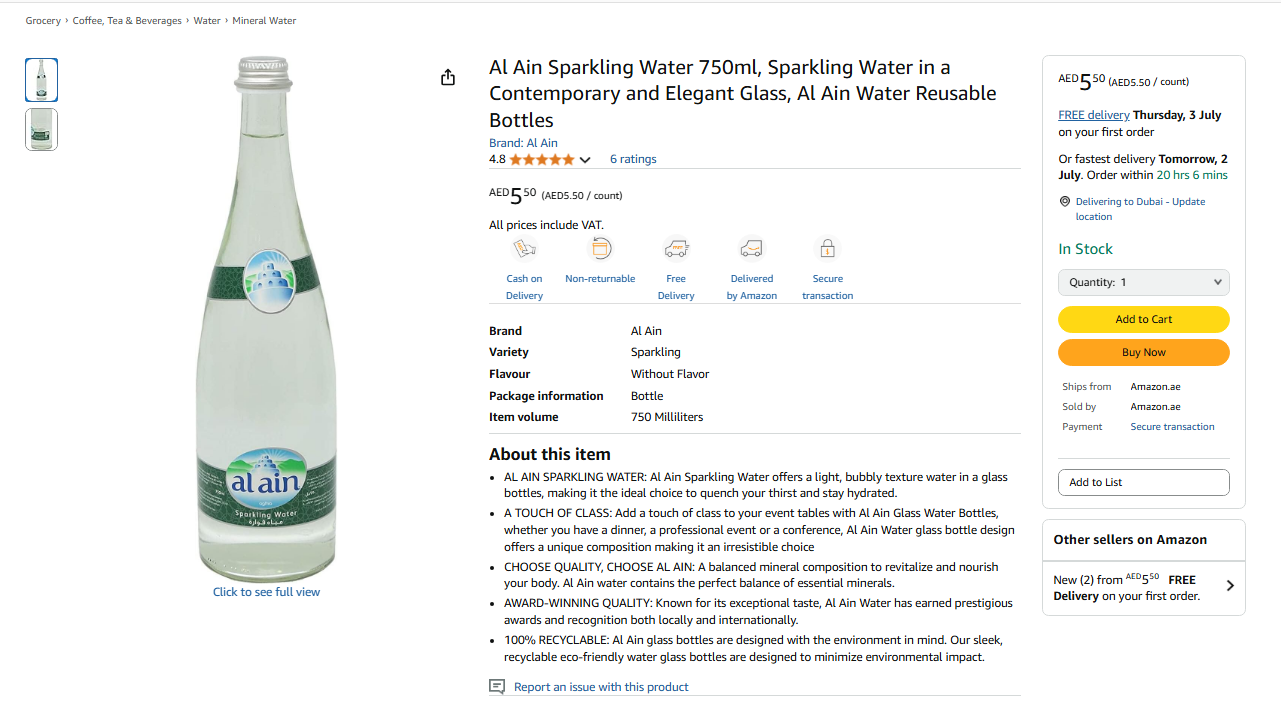 Grocery › Coffee, Tea & Beverages › Water › Mineral Water
Al Ain Sparkling Water 750ml, Sparkling Water in a
Contemporary and Elegant Glass, Al Ain Water Reusable
Bottles
Brand: Al Ain
4.8
6 ratings
AED5.50 (AED5.50 / count)
All prices include VAT.
Cash on
Delivery
Non-returnable
Free
Delivery
Delivered
by Amazon
Secure
transaction
Brand Al Ain
Variety Sparkling
Flavour Without Flavor
Package information Bottle
Item volume 750 Milliliters
About this item
• AL AIN SPARKLING WATER: Al Ain Sparkling Water offers a light, bubbly texture water in a glass
bottles, making it the ideal choice to quench your thirst and stay hydrated.
• A TOUCH OF CLASS: Add a touch of class to your event tables with Al Ain Glass Water Bottles,
whether you have a dinner, a professional event or a conference, Al Ain Water glass bottle design
offers a unique composition making it an irresistible choice
• CHOOSE QUALITY, CHOOSE AL AIN: A balanced mineral composition to revitalize and nourish
your body. Al Ain water contains the perfect balance of essential minerals.
• AWARD-WINNING QUALITY: Known for its exceptional taste, Al Ain Water has earned prestigious
awards and recognition both locally and internationally.
• 100% RECYCLABLE: Al Ain glass bottles are designed with the environment in mind. Our sleek,
recyclable eco-friendly water glass bottles are designed to minimize environmental impact.
Report an issue with this product
al ain
Sparkling Water
مياه فوارة
Click to see full view
AED5 50 (AED5.50 / count)
FREE delivery Thursday, 3 July
on your first order
Or fastest delivery Tomorrow, 2
July. Order within 20 hrs 6 mins
Delivering to Dubai - Update
location
In Stock
Quantity: 1
Add to Cart
Buy Now
Ships from Amazon.ae
Sold by Amazon.ae
Payment Secure transaction
Add to List
Other sellers on Amazon
New (2) from AED5 50 FREE
Delivery on your first order.